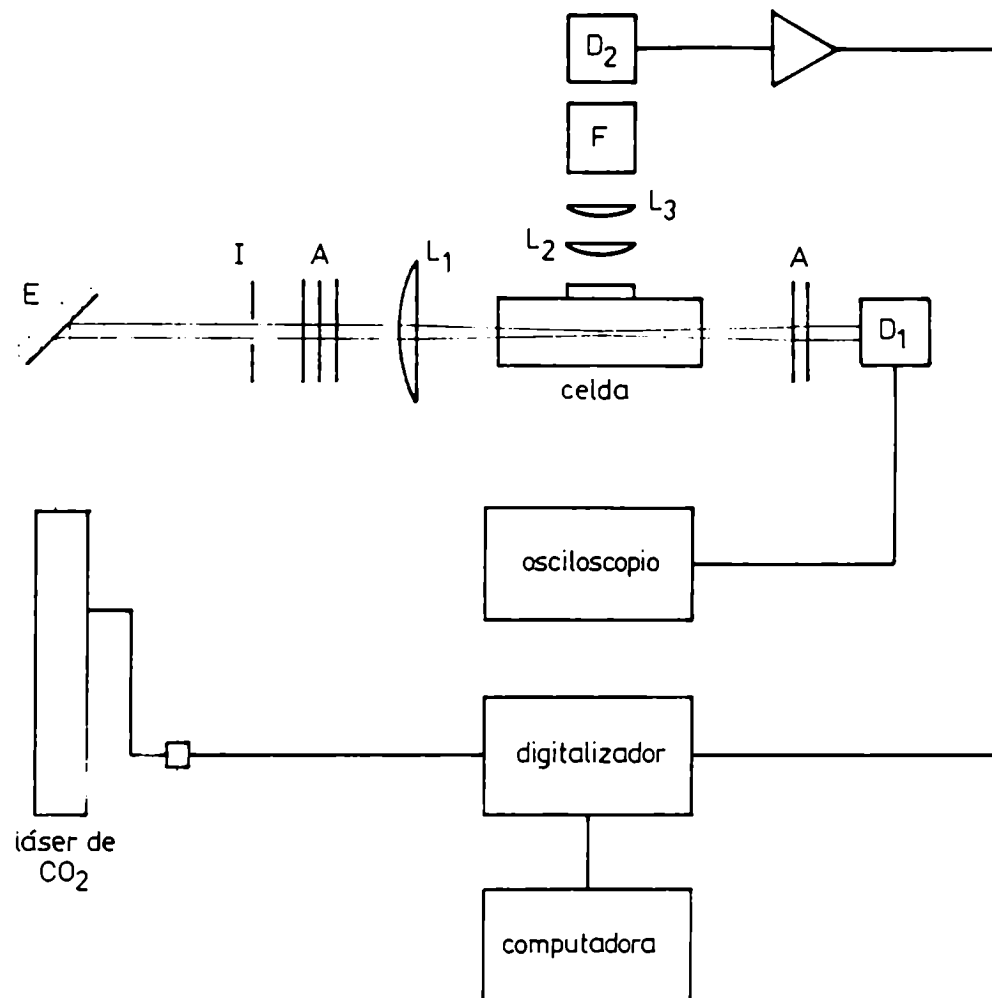 D2
F
L3
L2
I
A
L1
A
E
D1
celda
osciloscopio
digitalizador
láser de
CO2
computadora